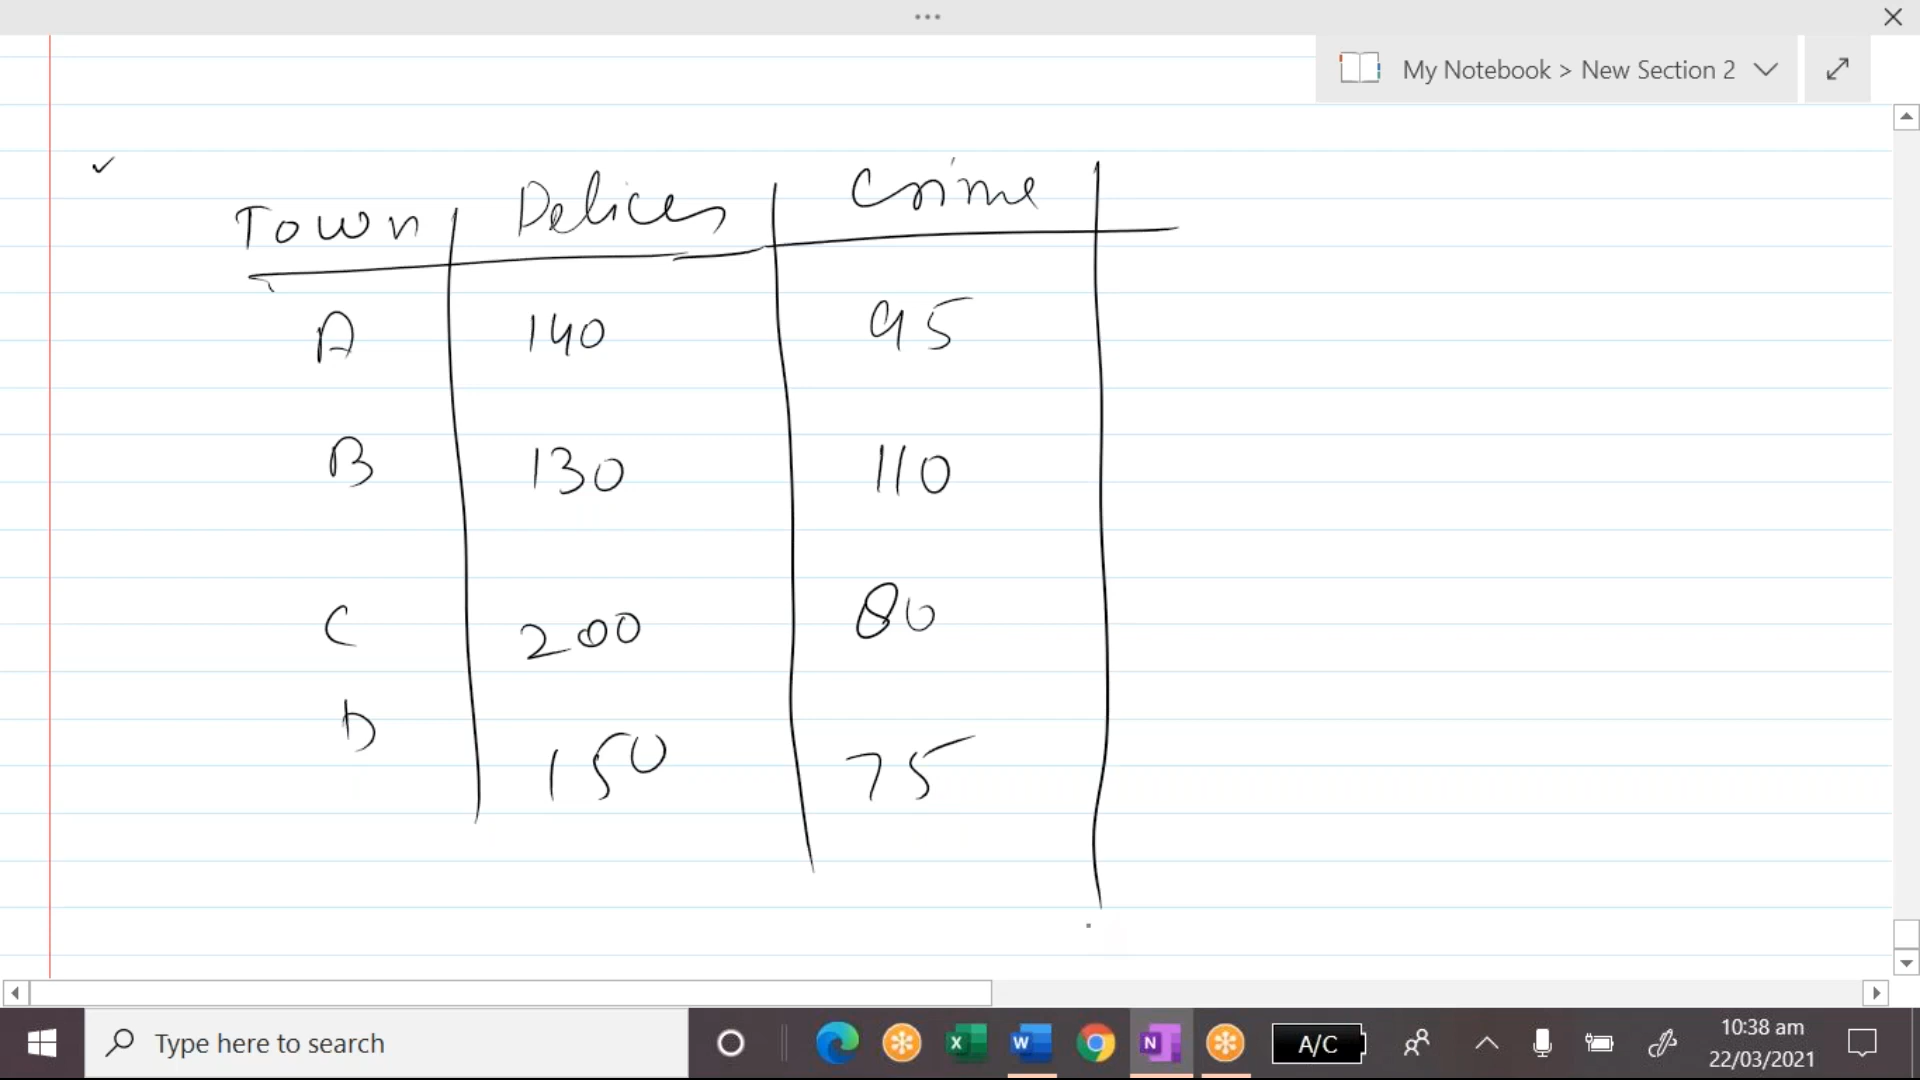 My Notebook > New Section 2
Town Polices Crime
A 140 95
B 130 110
C 200 80
D 150 75
Type here to search
A/C
10:38 am
22/03/2021